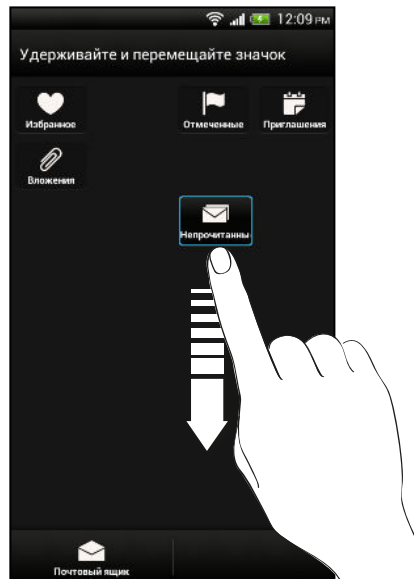 12:09 PM
Удерживайте и перемещайте значок
Избранное
Отмеченные
Приглашения
Вложения
Непрочитанны
Почтовый ящик